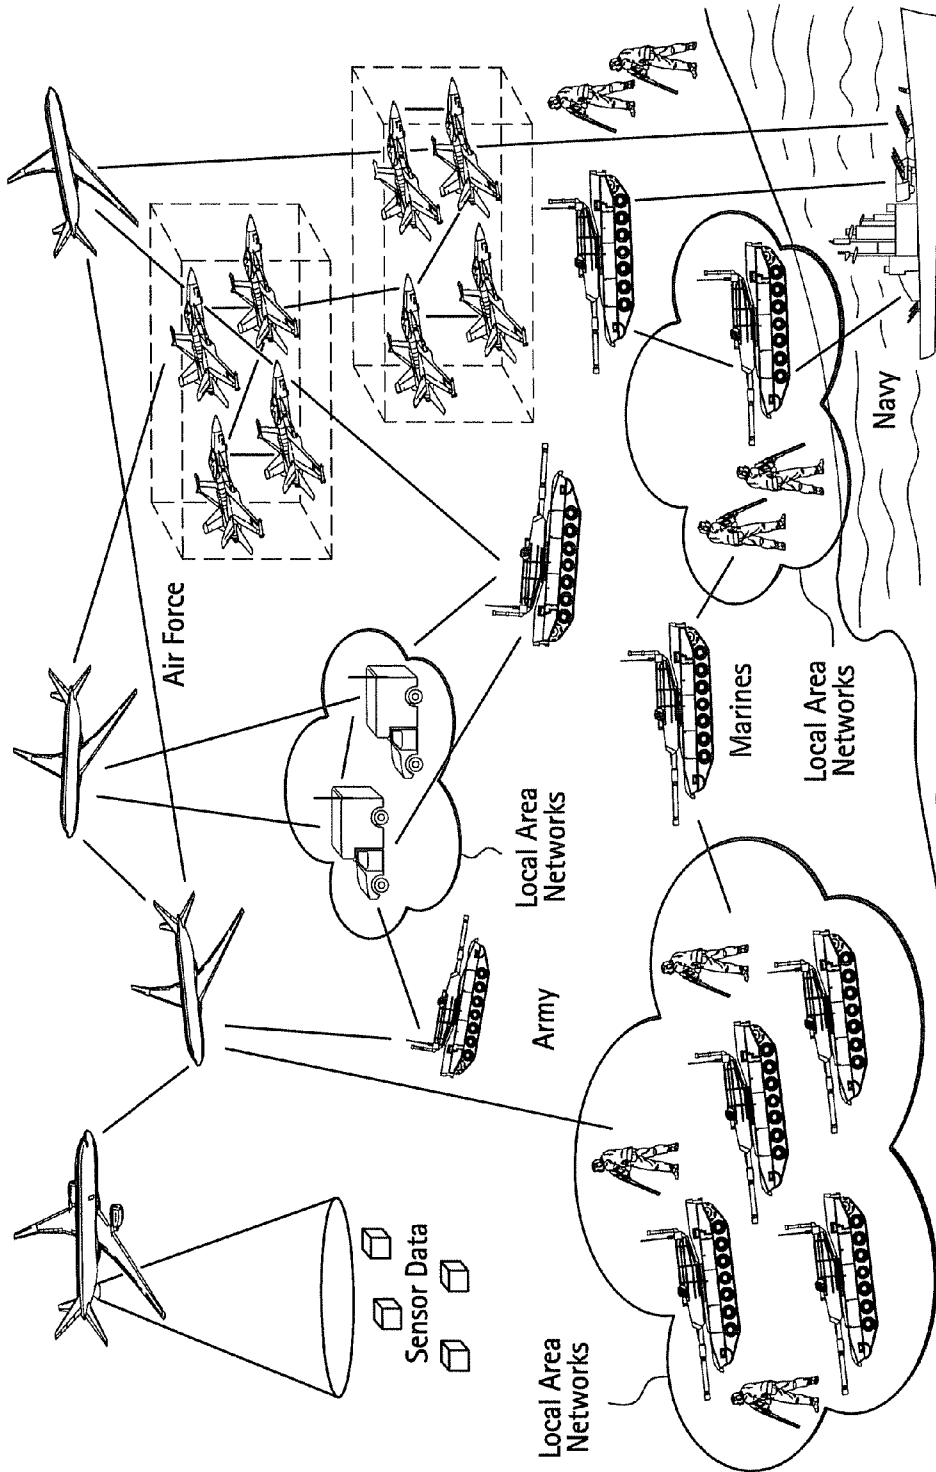 Sensor Data
Air Force
Local Area
Networks
Army
Local Area
Networks
Marines
Local Area
Networks
Navy